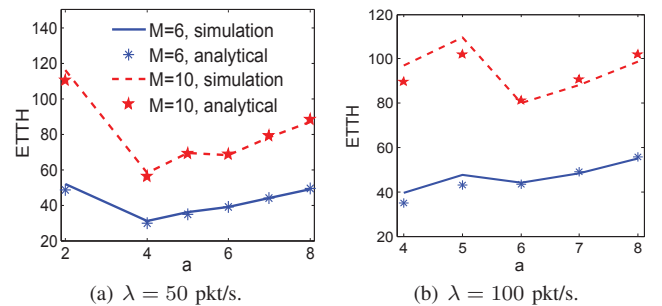 140
120
100
80
60
40
20
2
4
5
6
7
8
ETTH
a
M=6, simulation
M=6, analytical
M=10, simulation
M=10, analytical
(a) λ = 50 pkt/s.
120
100
80
60
40
20
4
5
6
7
8
ETTH
a
(b) λ = 100 pkt/s.